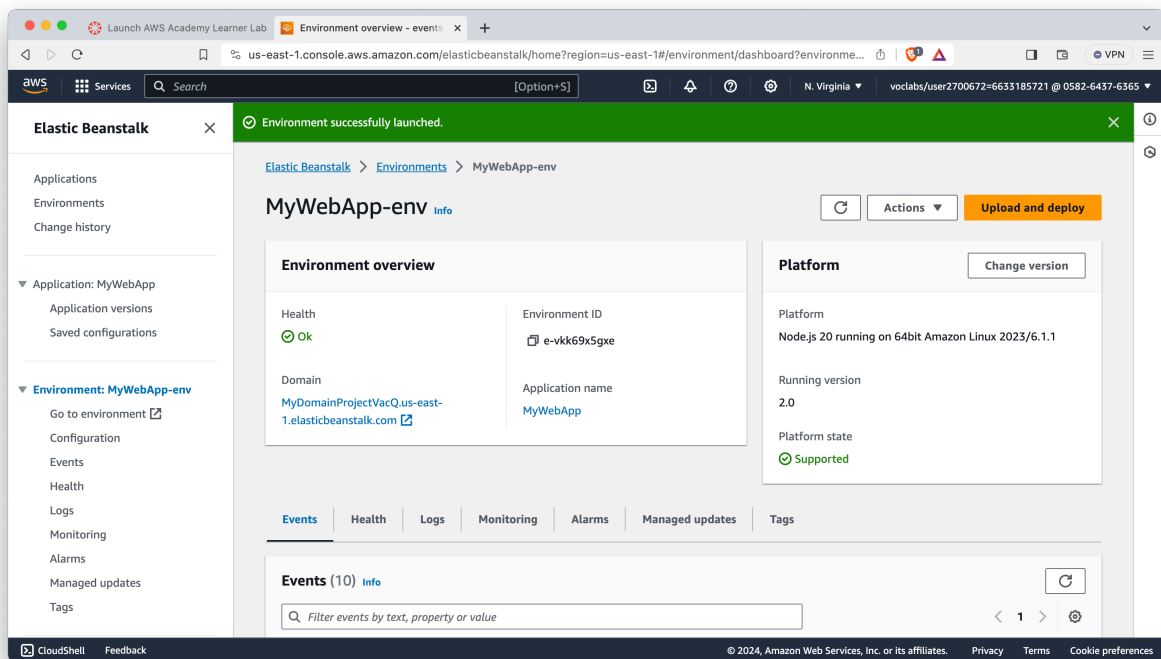 Launch AWS Academy Learner Lab
Environment overview - events
us-east-1.console.aws.amazon.com/elasticbeanstalk/home?region=us-east-1#/environment/dashboard?environme...
1
VPN
aws
Services
Search
[Option+S]
N. Virginia
voclabs/user2700672=6633185721 @ 0582-6437-6365
Elastic Beanstalk
Applications
Environments
Change history
Application: MyWebApp
Application versions
Saved configurations
Environment: MyWebApp-env
Go to environment
Configuration
Events
Health
Logs
Monitoring
Alarms
Managed updates
Tags
Environment successfully launched.
Elastic Beanstalk > Environments > MyWebApp-env
MyWebApp-env Info
Actions
Upload and deploy
Environment overview
Health
Ok
Domain
MyDomainProjectVacQ.us-east-
1.elasticbeanstalk.com
Environment ID
e-vkk69x5gxe
Application name
MyWebApp
Platform
Change version
Platform
Node.js 20 running on 64bit Amazon Linux 2023/6.1.1
Running version
2.0
Platform state
Supported
Events
Health
Logs
Monitoring
Alarms
Managed updates
Tags
Events (10) Info
Filter events by text, property or value
1
CloudShell
Feedback
© 2024, Amazon Web Services, Inc. or its affiliates.
Privacy
Terms
Cookie preferences